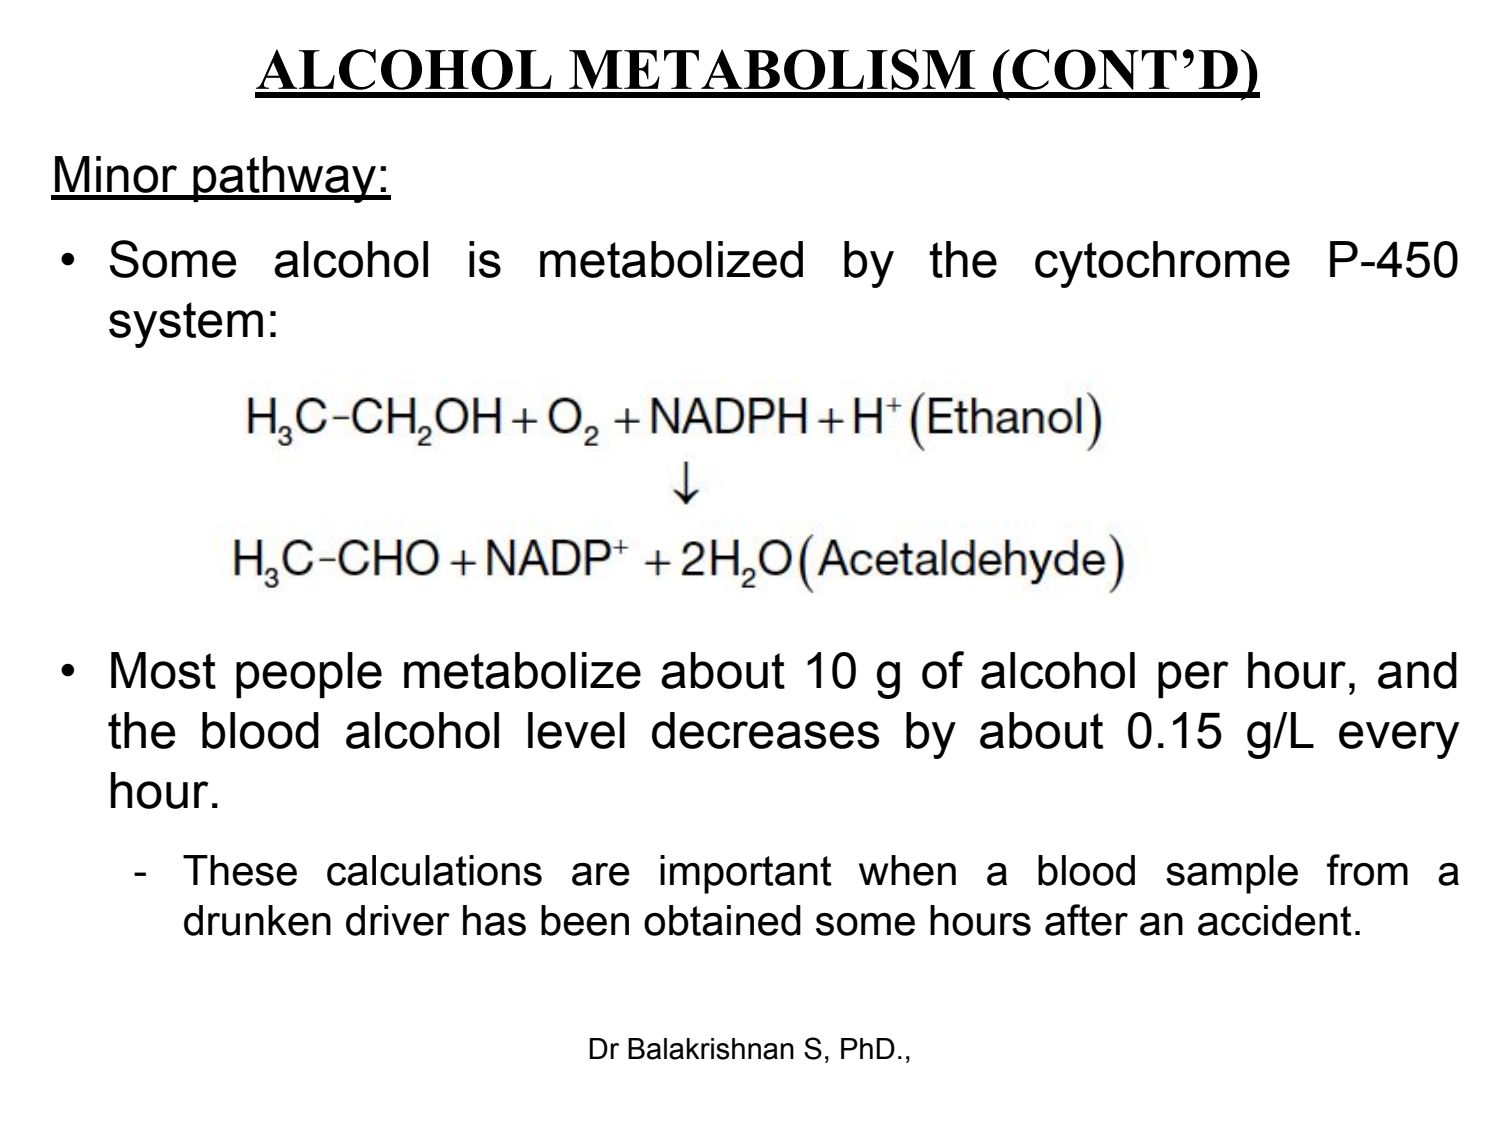 ALCOHOL METABOLISM (CONT’D)
Minor pathway:
• Some alcohol is metabolized by the cytochrome P-450
system:
H₃C–CH₂OH + O₂ + NADPH + H⁺ (Ethanol)
↓
H₃C–CHO + NADP⁺ + 2H₂O (Acetaldehyde)
• Most people metabolize about 10 g of alcohol per hour, and
the blood alcohol level decreases by about 0.15 g/L every
hour.
- These calculations are important when a blood sample from a
drunken driver has been obtained some hours after an accident.
Dr Balakrishnan S, PhD.,